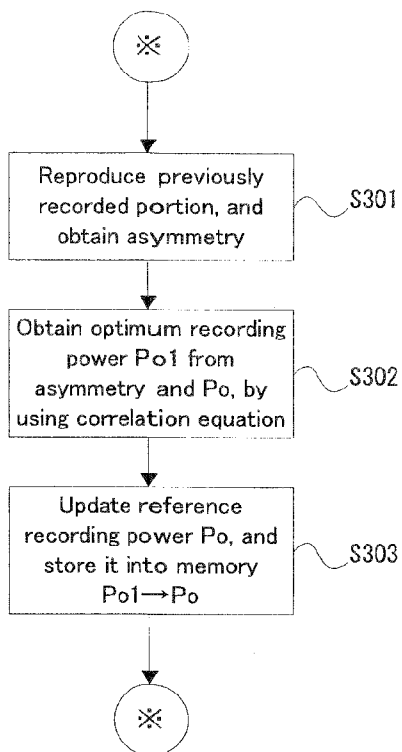 ※
Reproduce previously
recorded portion, and
obtain asymmetry
S301
Obtain optimum recording
power Po1 from
asymmetry and Po, by
using correlation equation
S302
Update reference
recording power Po, and
store it into memory
Po1→Po
S303
※